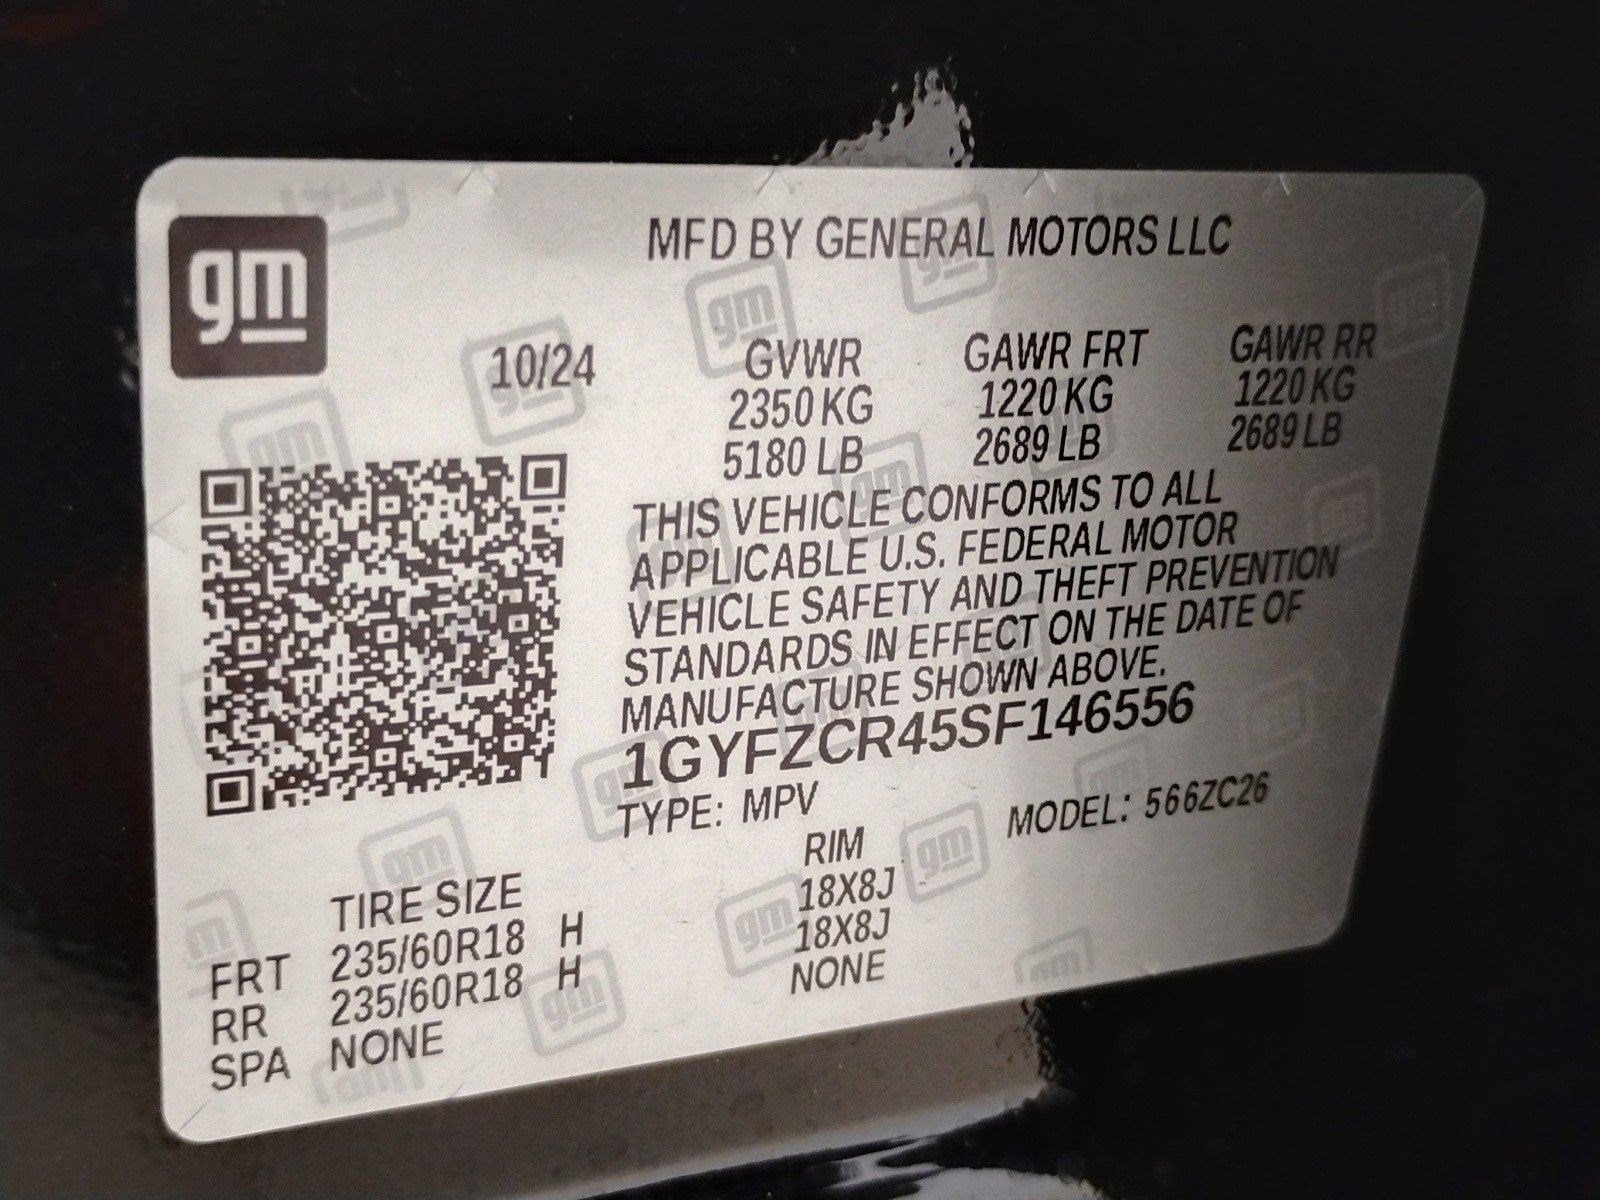 gm
MFD BY GENERAL MOTORS LLC
10/24
GVWR GAWR FRT GAWR RR
2350 KG 1220 KG 1220 KG
5180 LB 2689 LB 2689 LB
THIS VEHICLE CONFORMS TO ALL
APPLICABLE U.S. FEDERAL MOTOR
VEHICLE SAFETY AND THEFT PREVENTION
STANDARDS IN EFFECT ON THE DATE OF
MANUFACTURE SHOWN ABOVE.
1GYFZCR45SF146556
TYPE: MPV MODEL: 566ZC26
TIRE SIZE RIM
FRT 235/60R18 H 18X8J
RR 235/60R18 H 18X8J
SPA NONE NONE